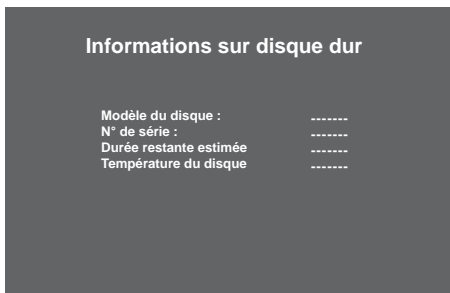 Informations sur disque dur
Modèle du disque : -------
N° de série : -------
Durée restante estimée -------
Température du disque -------